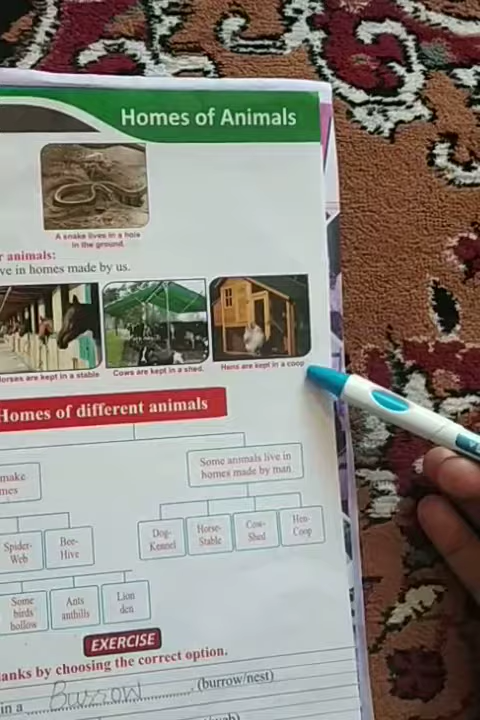 Homes of Animals
A snake lives in a hole
in the ground.
animals:
ve in homes made by us.
orses are kept in a stable
Cows are kept in a shed.
Hens are kept in a coop
Homes of different animals
make
mes
Some animals live in
homes made by man
Spider-
Web
Bee-
Hive
Dog-
Kennel
Horse-
Stable
Cow-
Shed
Hen-
Coop
Some
birds
hollow
Ants
anthills
Lion
den
EXERCISE
lanks by choosing the correct option.
in a Burrow. (burrow/nest)